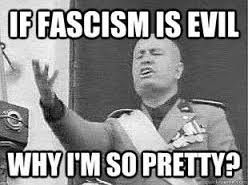 IF FASCISM IS EVIL
WHY I'M SO PRETTY?